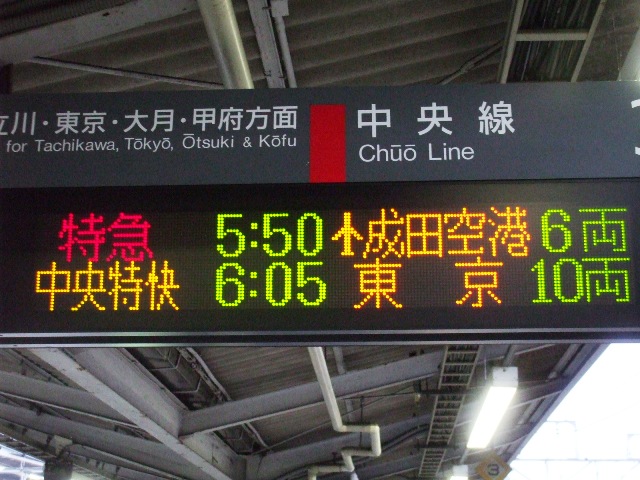 立川・東京・大月・甲府方面
for Tachikawa, Tōkyō, Ōtsuki & Kōfu
中央線
Chūō Line
特急 5:50 成田空港 6両
中央特快 6:05 東京 10両
3